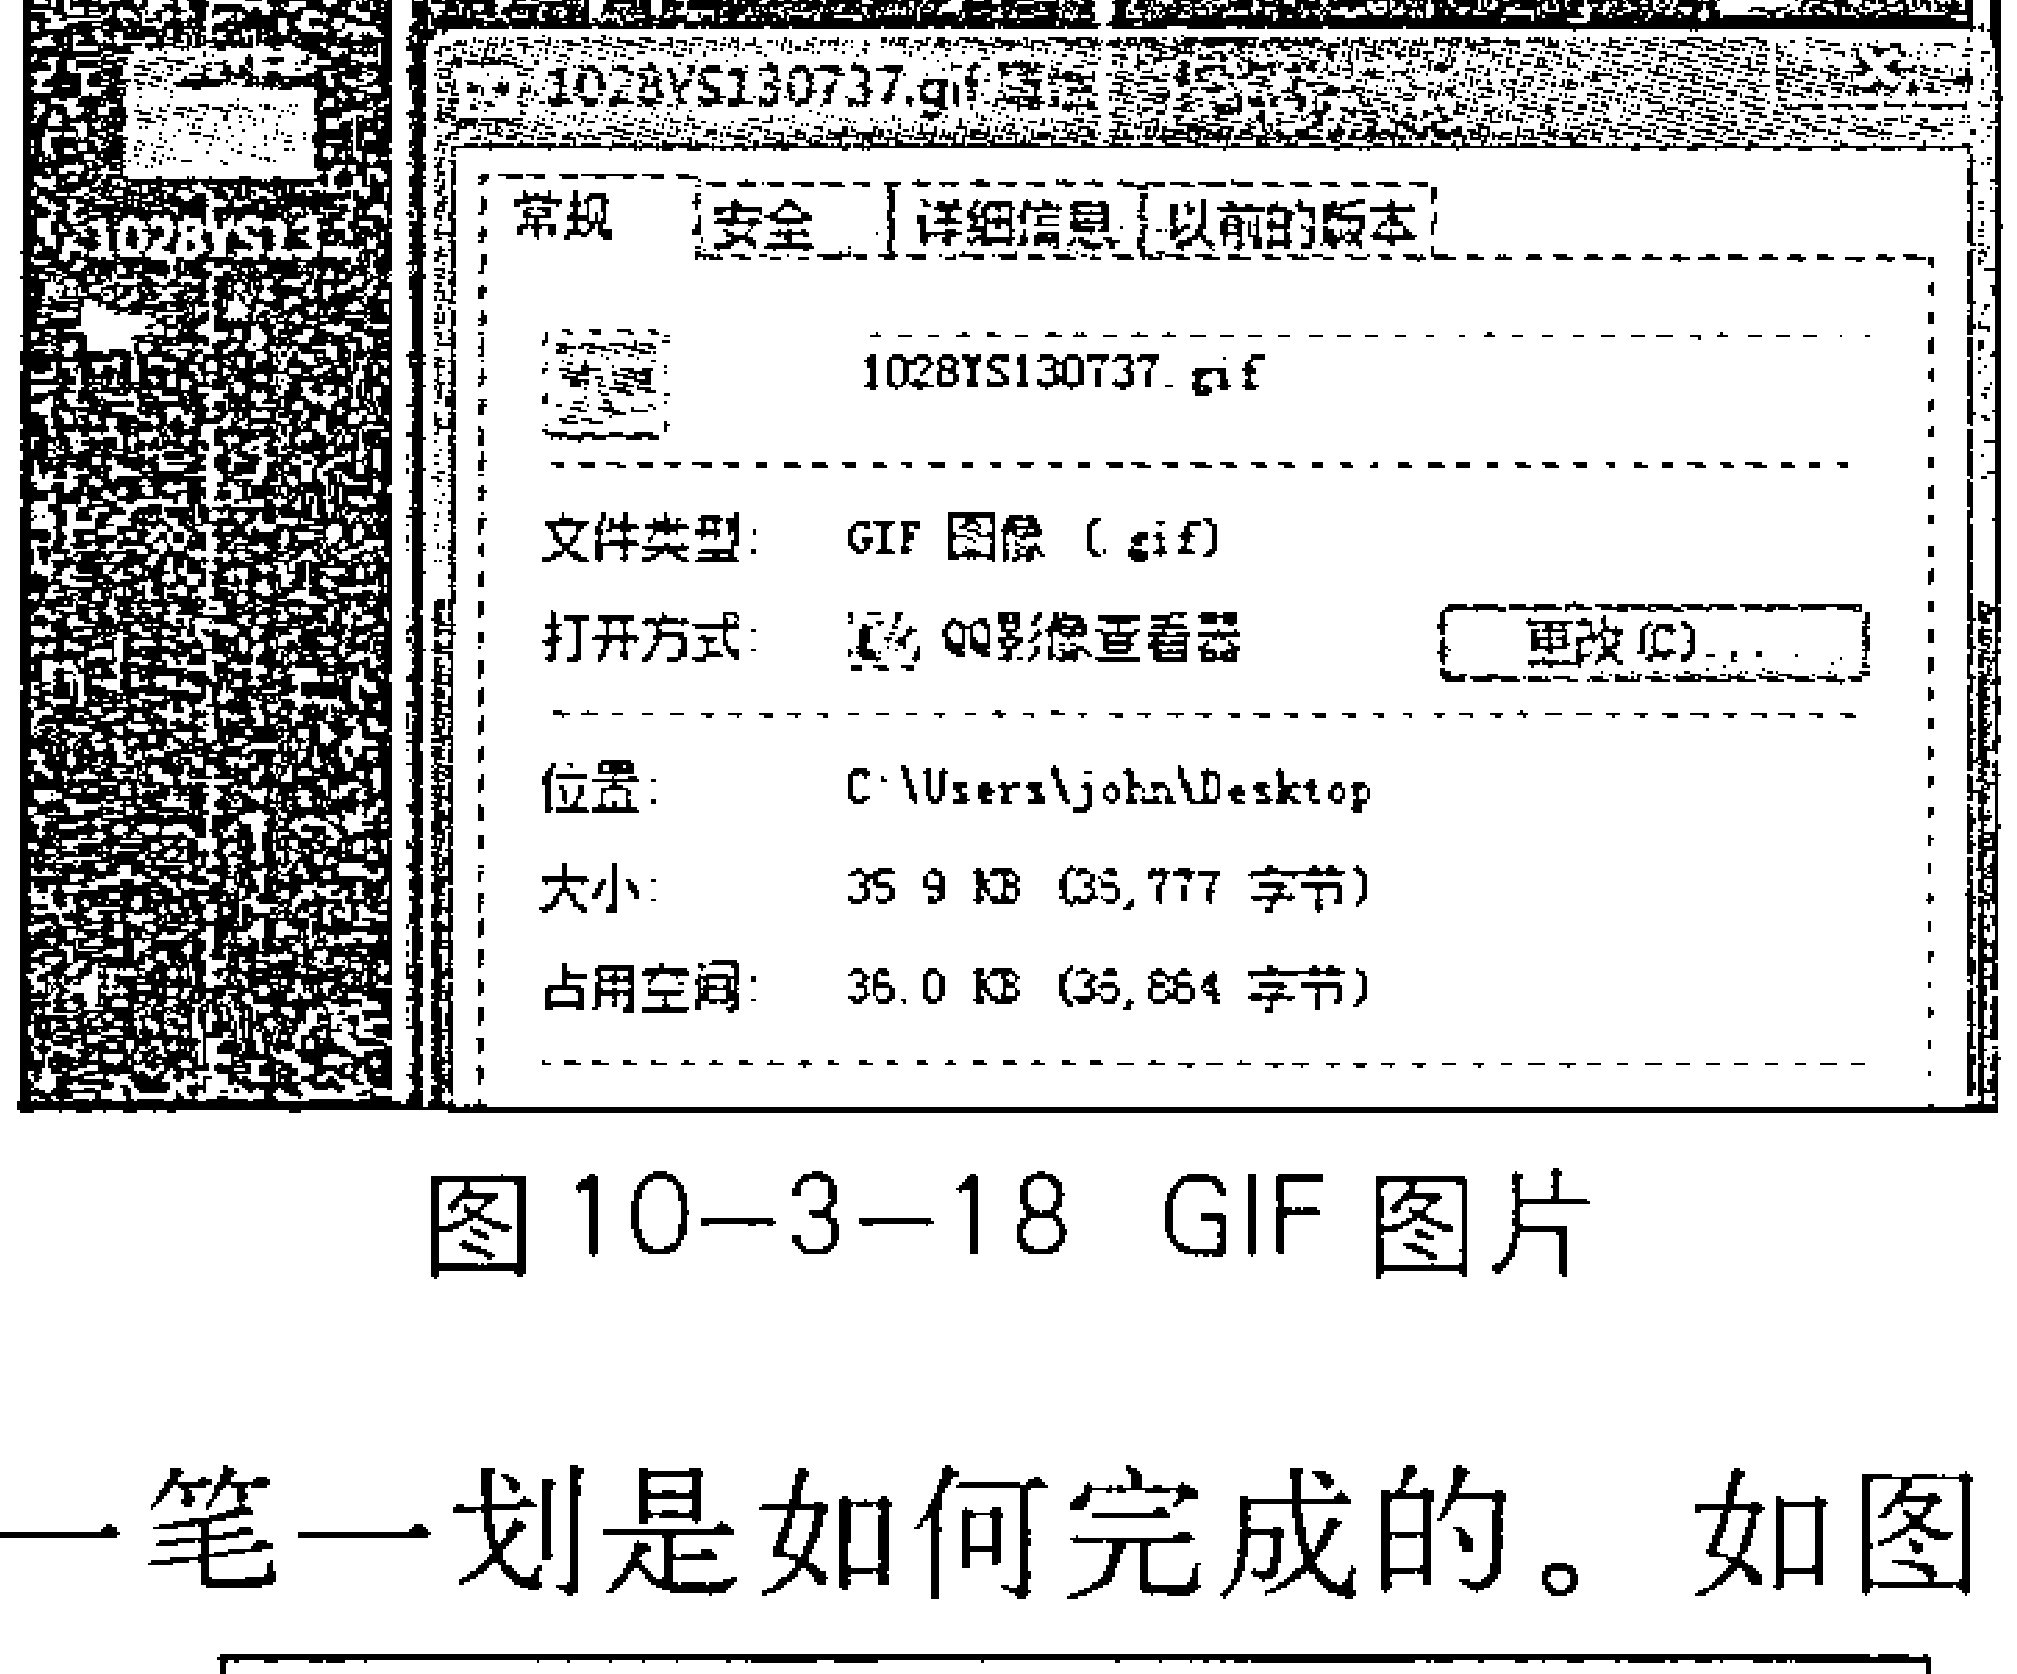 1028YS130737.gif 属性
1028YS13
常规 安全 详细信息 以前的版本
1028YS130737.gif
文件类型: GIF 图像 (.gif)
打开方式: QQ影像查看器 更改(C)...
位置: C:\Users\john\Desktop
大小: 35.9 KB (36,777 字节)
占用空间: 36.0 KB (36,864 字节)
图 10-3-18 GIF 图片
一笔一划是如何完成的。如图